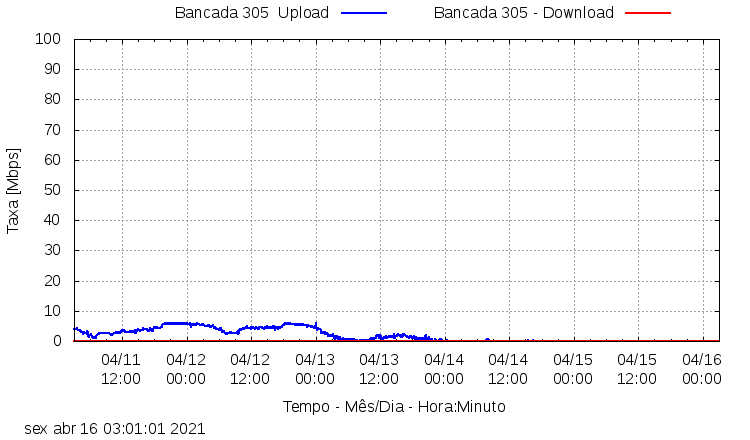 Bancada 305  Upload
Bancada 305 - Download
100
90
80
70
60
50
40
30
20
10
0
Taxa [Mbps]
04/11 04/12 04/12 04/13 04/13 04/14 04/14 04/15 04/15 04/16
12:00 00:00 12:00 00:00 12:00 00:00 12:00 00:00 12:00 00:00
Tempo - Mês/Dia - Hora:Minuto
sex abr 16 03:01:01 2021